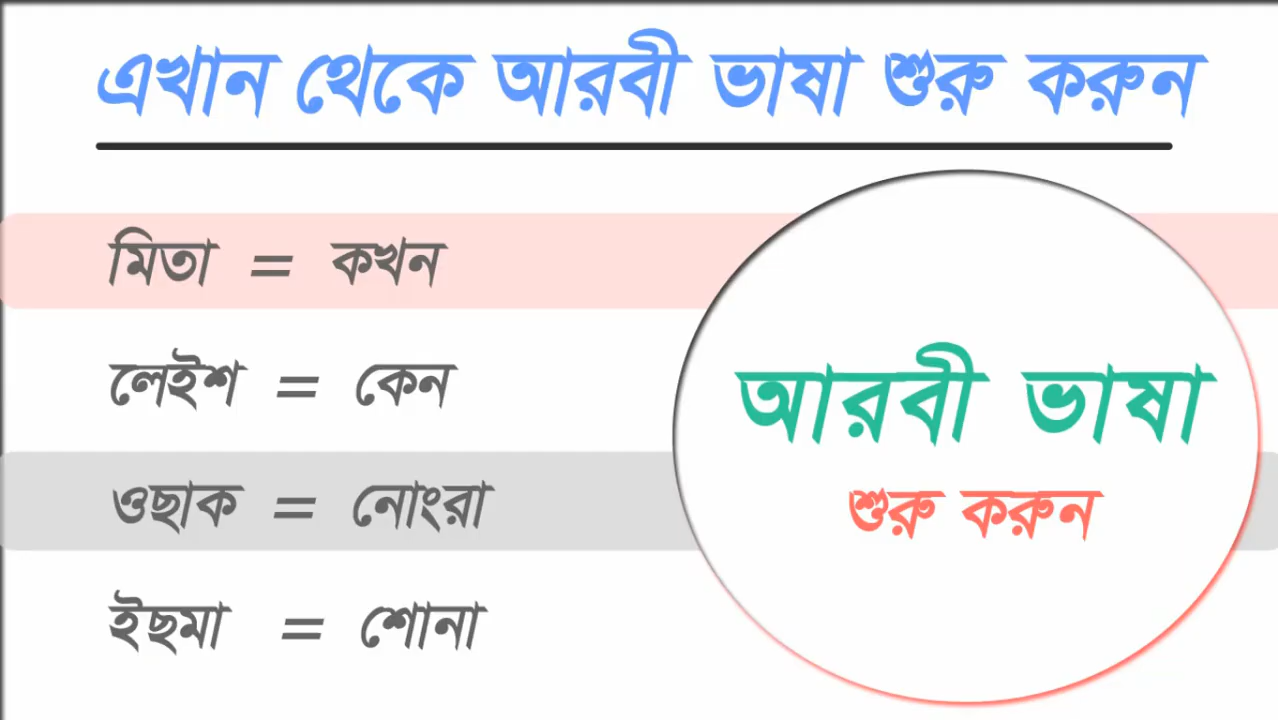 এখান থেকে আরবী ভাষা শুরু করুন
মিতা = কখন
লেইশ = কেন
ওছাক = নোংরা
ইছমা = শোনা
আরবী ভাষা
শুরু করুন